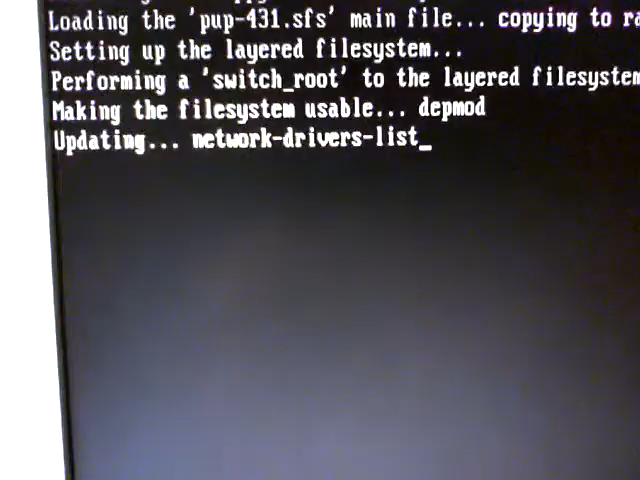 Loading the 'pup-431.sfs' main file... copying to ra
Setting up the layered filesystem...
Performing a 'switch_root' to the layered filesystem
Making the filesystem usable... depmod
Updating... network-drivers-list_